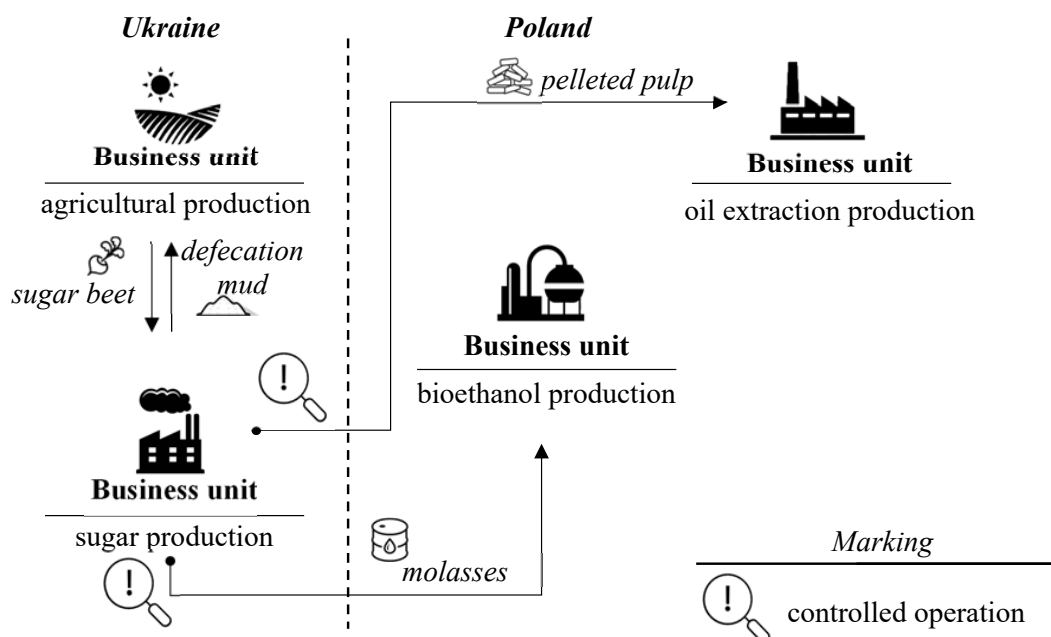 Ukraine
Poland
pelleted pulp
Business unit
agricultural production
Business unit
oil extraction production
sugar beet
defecation
mud
Business unit
bioethanol production
!
Business unit
sugar production
!
molasses
Marking
!
controlled operation